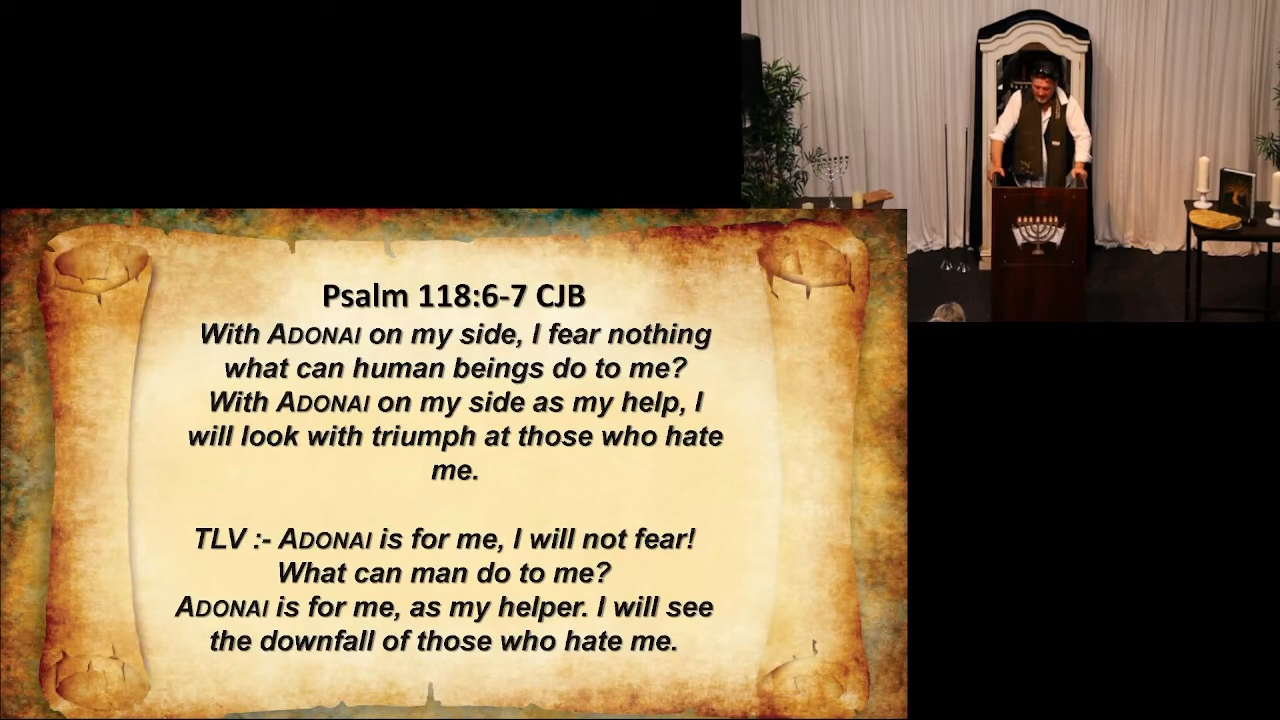 Psalm 118:6-7 CJB
With ADONAI on my side, I fear nothing
what can human beings do to me?
With ADONAI on my side as my help, I
will look with triumph at those who hate
me.
TLV :- ADONAI is for me, I will not fear!
What can man do to me?
ADONAI is for me, as my helper. I will see
the downfall of those who hate me.